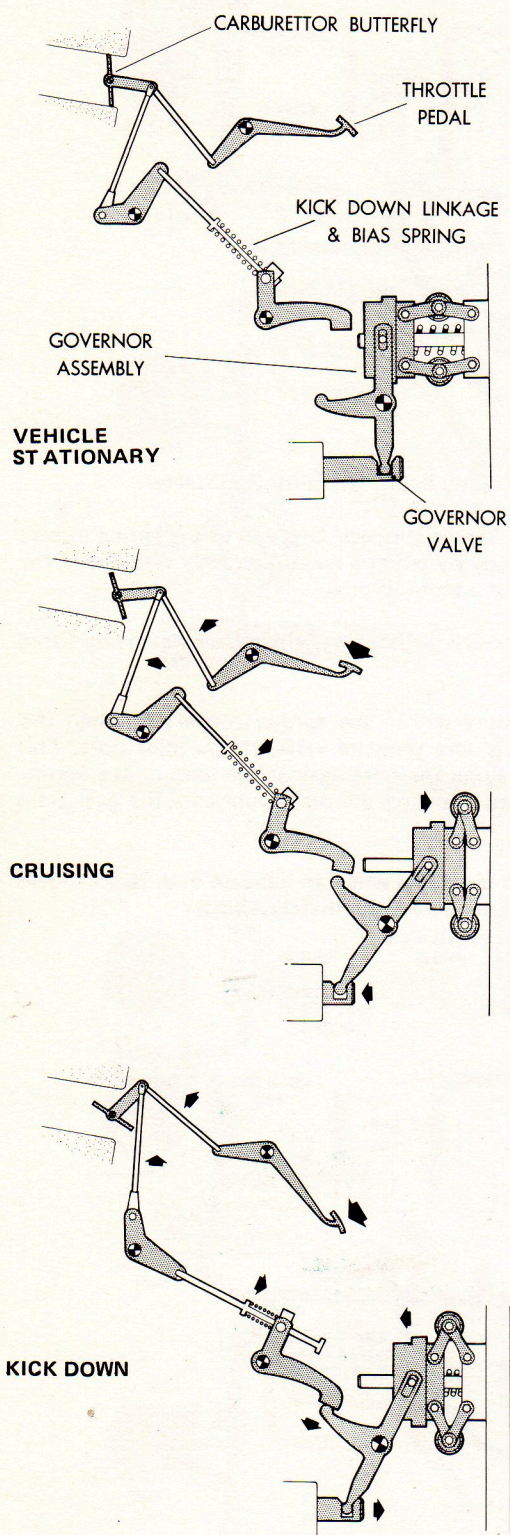 CARBURETTOR BUTTERFLY
THROTTLE
PEDAL
KICK DOWN LINKAGE
& BIAS SPRING
GOVERNOR
ASSEMBLY
VEHICLE
STATIONARY
GOVERNOR
VALVE
CRUISING
KICK DOWN